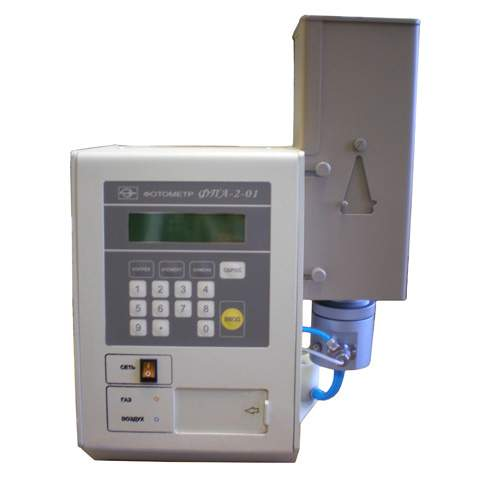 ФОТОМЕТР ФПА-2-01
ЭЛЕМЕНТ
СБРОС
1 2 3 4
5 6 7 8
9 • 0
ВВОД
СЕТЬ
ГАЗ
ВОЗДУХ